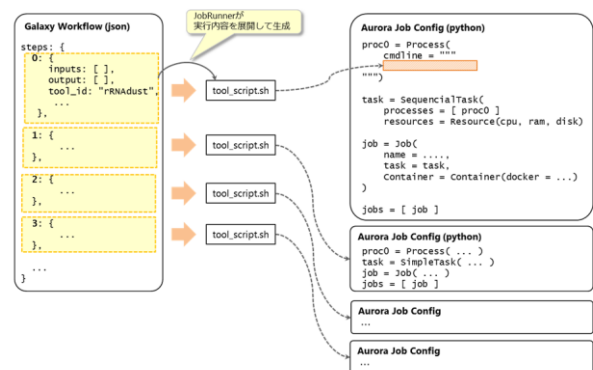 JobRunnerが
実行内容を展開して生成
Galaxy Workflow (json)
steps: {
0: {
inputs: [ ],
output: [ ],
tool_id: "rRNAdust",
...
},
1: {
...
},
2: {
...
},
3: {
...
},
...
}
tool_script.sh
tool_script.sh
tool_script.sh
tool_script.sh
Aurora Job Config (python)
proc0 = Process(
cmdline = """
""")
task = SequencialTask(
processes = [ proc0 ]
resources = Resource(cpu, ram, disk)
job = Job(
name = ....,
task = task,
Container = Container(docker = ...)
)
jobs = [ job ]
Aurora Job Config (python)
proc0 = Process( ... )
task = SimpleTask( ... )
job = Job( ... )
jobs = [ job ]
Aurora Job Config
...
Aurora Job Config
...